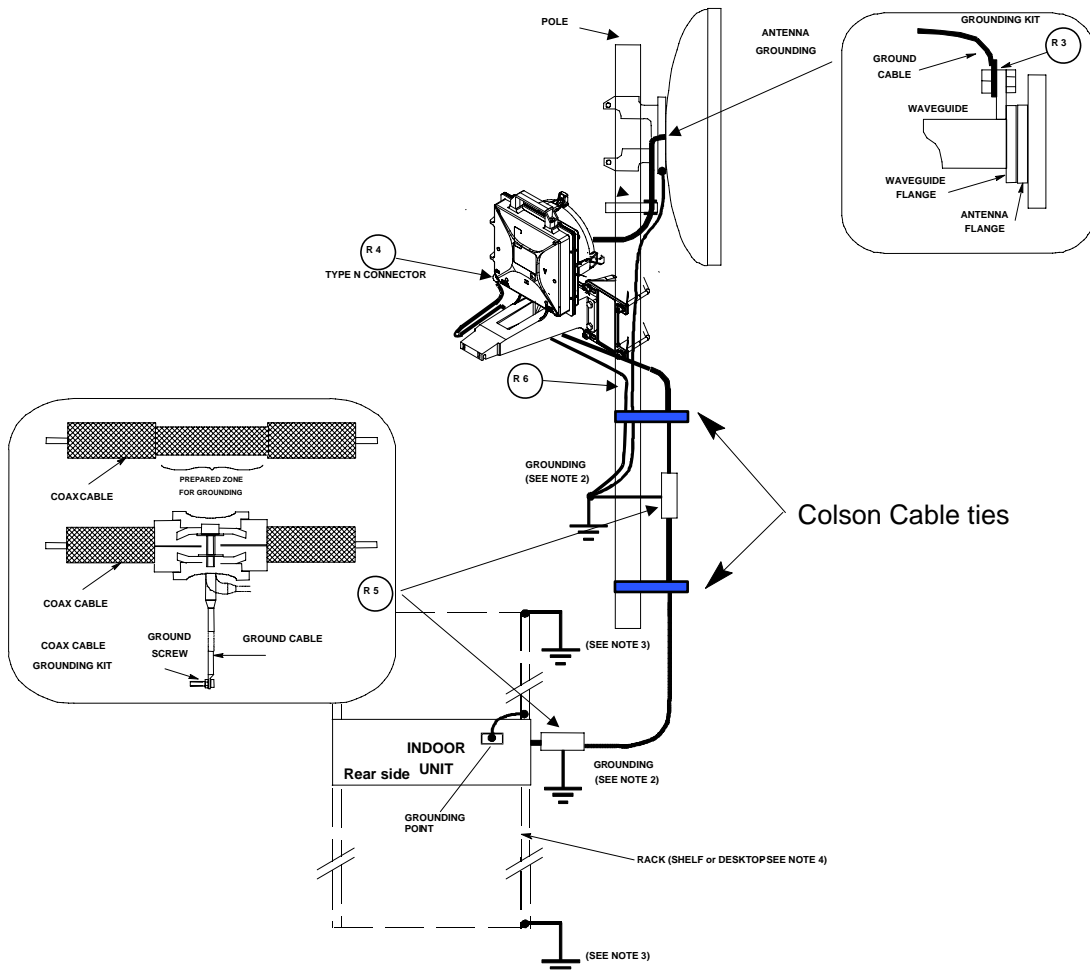 POLE
ANTENNA
GROUNDING
GROUNDING KIT
R 3
GROUND
CABLE
WAVEGUIDE
WAVEGUIDE
FLANGE
ANTENNA
FLANGE
R 4
TYPE N CONNECTOR
R 6
COAX CABLE
PREPARED ZONE
FOR GROUNDING
GROUNDING
(SEE NOTE 2)
Colson Cable ties
COAX CABLE
R 5
COAX CABLE
GROUNDING KIT
GROUND
SCREW
GROUND CABLE
(SEE NOTE 3)
INDOOR
UNIT
Rear side
GROUNDING
(SEE NOTE 2)
GROUNDING
POINT
RACK (SHELF or DESKTOPSEE NOTE 4)
(SEE NOTE 3)